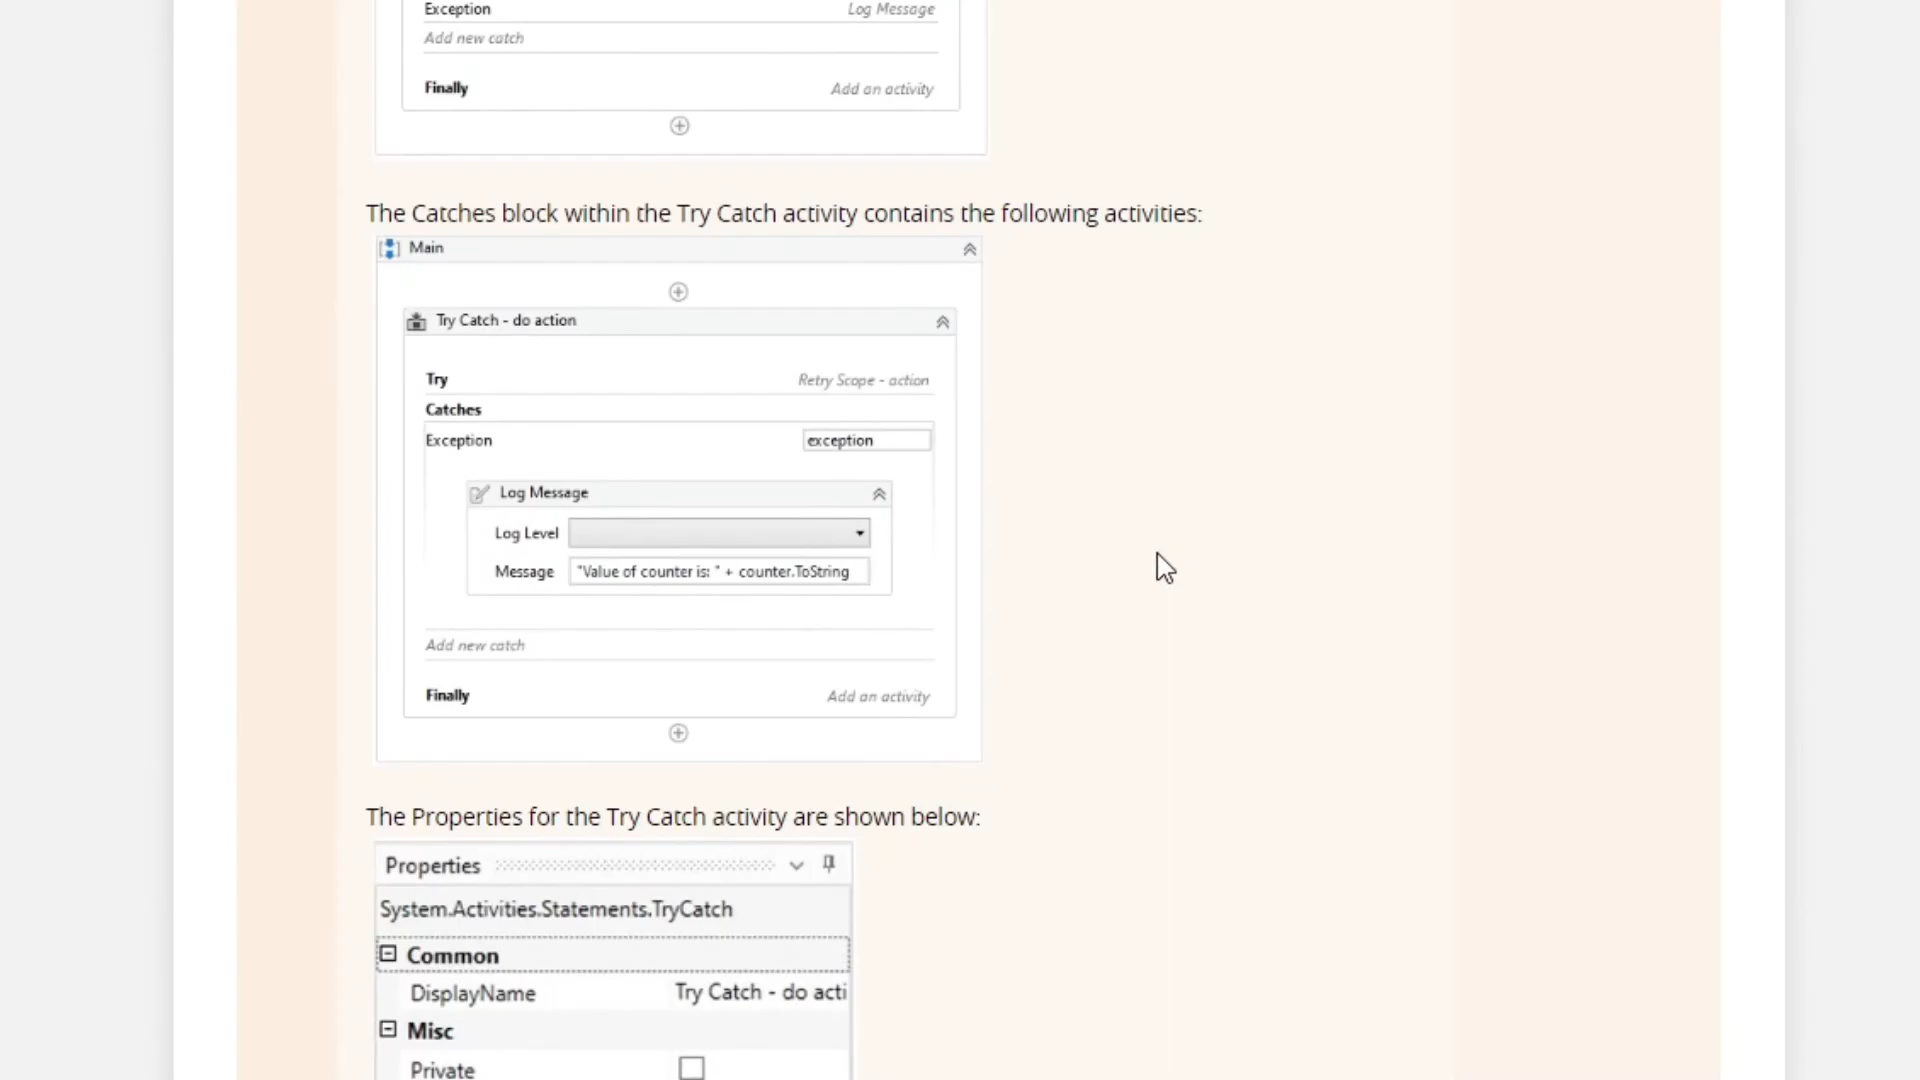 Exception Log Message
Add new catch
Finally Add an activity
The Catches block within the Try Catch activity contains the following activities:
Main
Try Catch - do action
Try Retry Scope - action
Catches
Exception exception
Log Message
Log Level
Message "Value of counter is: " + counter.ToString
Add new catch
Finally Add an activity
The Properties for the Try Catch activity are shown below:
Properties
System.Activities.Statements.TryCatch
Common
DisplayName Try Catch - do acti
Misc
Private